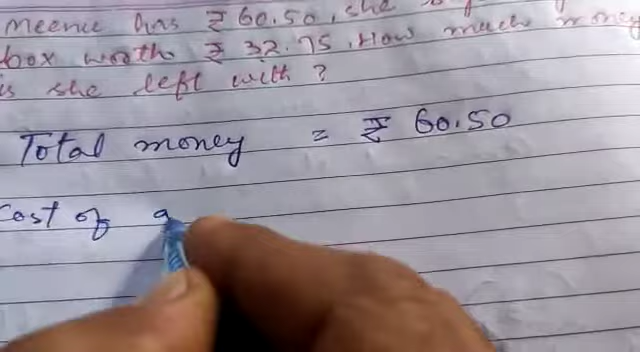 Meence has ₹ 60.50, she
box worth ₹ 32.75. How much money
is she left with?
Total money = ₹ 60.50
Cost of a